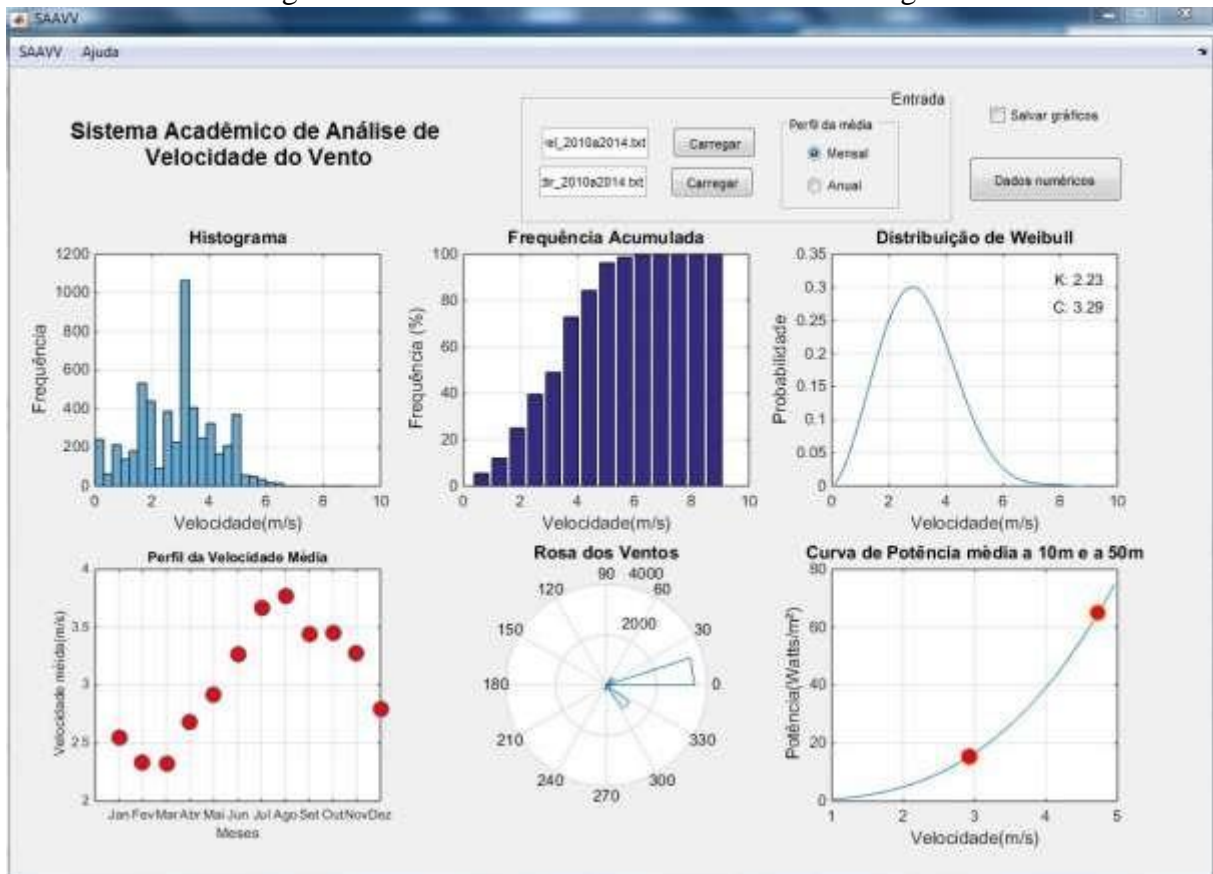 SAAVV
SAAVV Ajuda
Sistema Acadêmico de Análise de
Velocidade do Vento
Entrada
vel_2010a2014.txt
Carregar
dir_2010a2014.txt
Carregar
Perfil da média
Mensal
Anual
Salvar gráficos
Dados numéricos
Histograma
1200
1000
800
600
400
200
0
Frequência
0 2 4 6 8 10
Velocidade(m/s)
Frequência Acumulada
100
80
60
40
20
0
Frequência (%)
0 2 4 6 8 10
Velocidade(m/s)
Distribuição de Weibull
K: 2.23
C: 3.29
0.35
0.3
0.25
0.2
0.15
0.1
0.05
0
Probabilidade
0 2 4 6 8 10
Velocidade(m/s)
Perfil da Velocidade Média
4
3.5
3
2.5
2
Velocidade méida(m/s)
Jan Fev Mar Abr Mai Jun Jul Ago Set Out Nov Dez
Meses
Rosa dos Ventos
90 4000
120 60
2000
150 30
180 0
210 330
240 300
270
Curva de Potência mèdia a 10m e a 50m
80
60
40
20
0
Potência(Watts/m²)
1 2 3 4 5
Velocidade(m/s)